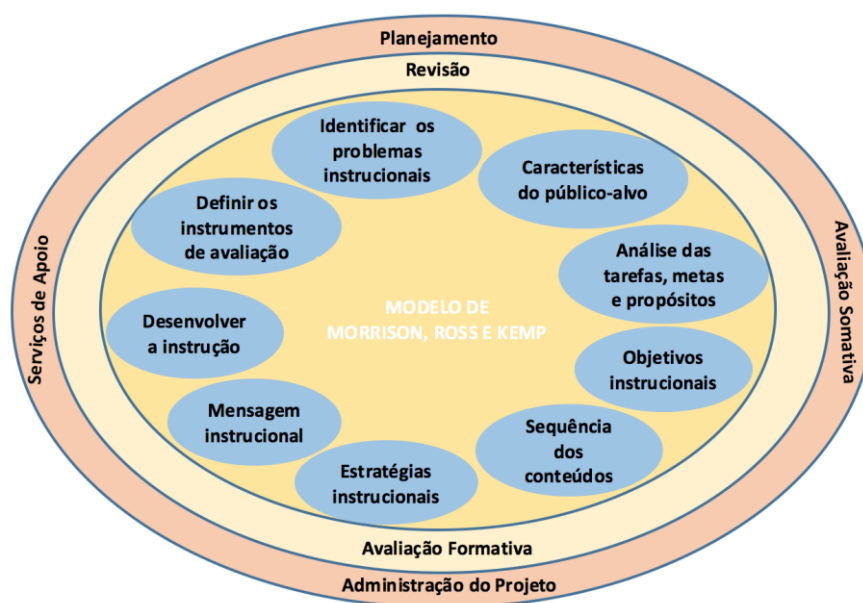 Planejamento
Revisão
Identificar os
problemas
instrucionais
Características
do público-alvo
Definir os
instrumentos
de avaliação
Análise das
tarefas, metas
e propósitos
Serviços de Apoio
Avaliação Somativa
MODELO DE
MORRISON, ROSS E KEMP
Desenvolver
a instrução
Objetivos
instrucionais
Mensagem
instrucional
Sequência
dos
conteúdos
Estratégias
instrucionais
Avaliação Formativa
Administração do Projeto